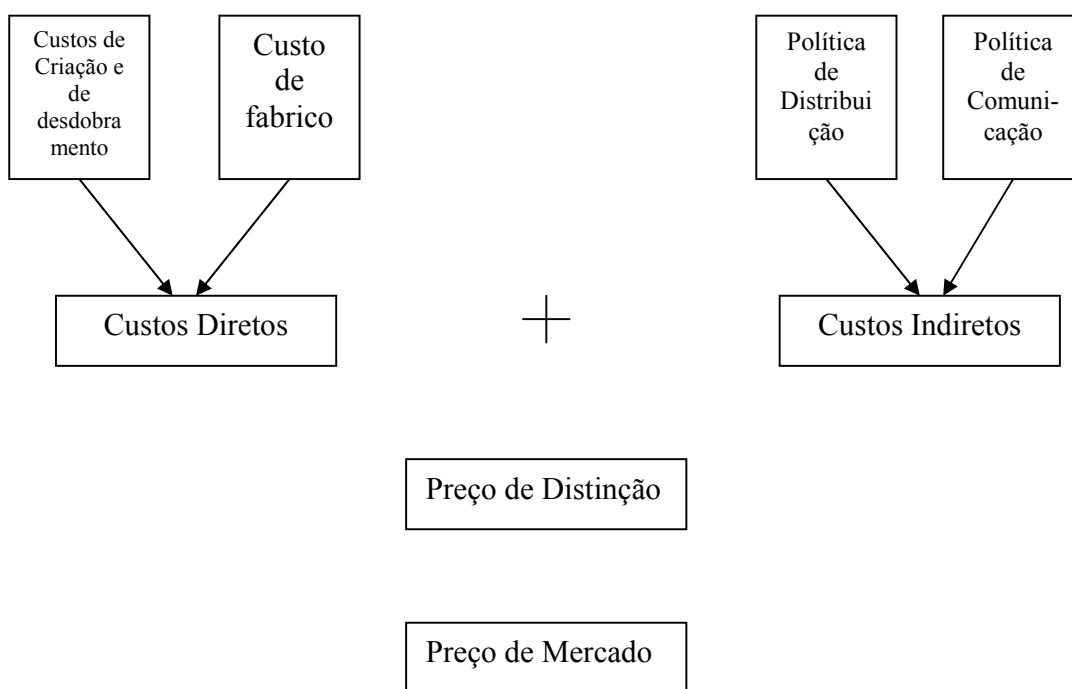 Custos de
Criação e
de
desdobra
mento
Custo
de
fabrico
Política
de
Distribui
ção
Política
de
Comuni-
cação
Custos Diretos
Custos Indiretos
Preço de Distinção
Preço de Mercado